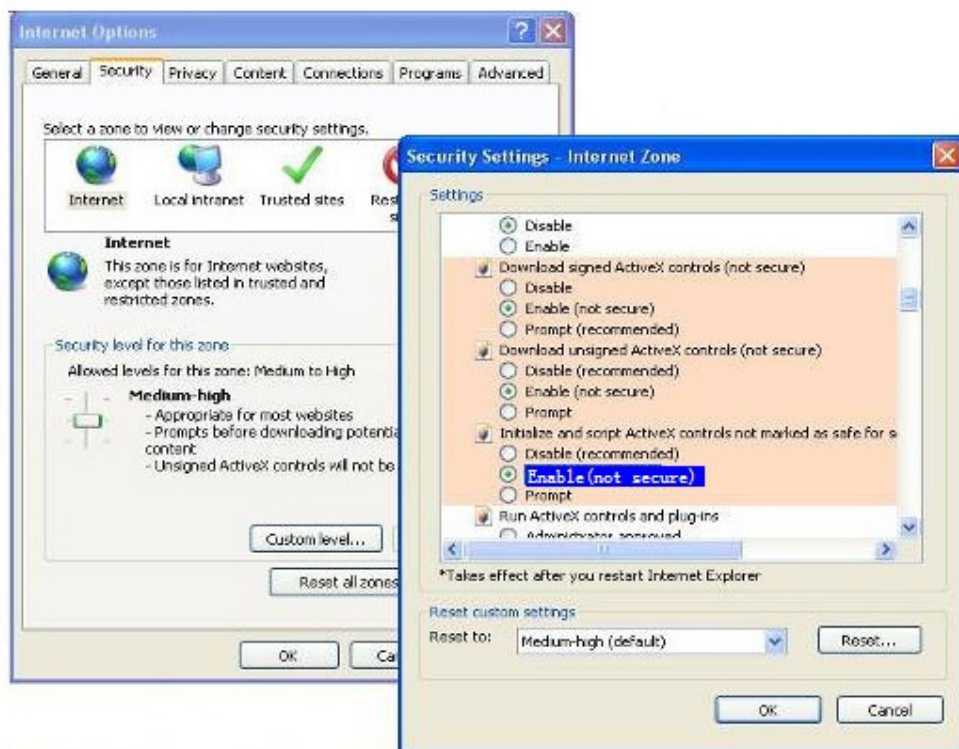 Internet Options
General Security Privacy Content Connections Programs Advanced
Select a zone to view or change security settings.
Internet Local intranet Trusted sites
Internet
This zone is for Internet websites,
except those listed in trusted and
restricted zones.
Security level for this zone
Allowed levels for this zone: Medium to High
Medium-high
- Appropriate for most websites
- Prompts before downloading
content
- Unsigned ActiveX controls will not be
Custom level...
Reset all zones
OK
Security Settings - Internet Zone
Settings
Disable
Enable
Download signed ActiveX controls (not secure)
Disable
Enable (not secure)
Prompt (recommended)
Download unsigned ActiveX controls (not secure)
Disable (recommended)
Enable (not secure)
Prompt
Initialize and script ActiveX controls not marked as safe for s
Disable (recommended)
Enable(not secure)
Prompt
Run ActiveX controls and plug-ins
Administrator approved
*Takes effect after you restart Internet Explorer
Reset custom settings
Reset to: Medium-high (default) Reset...
OK Cancel